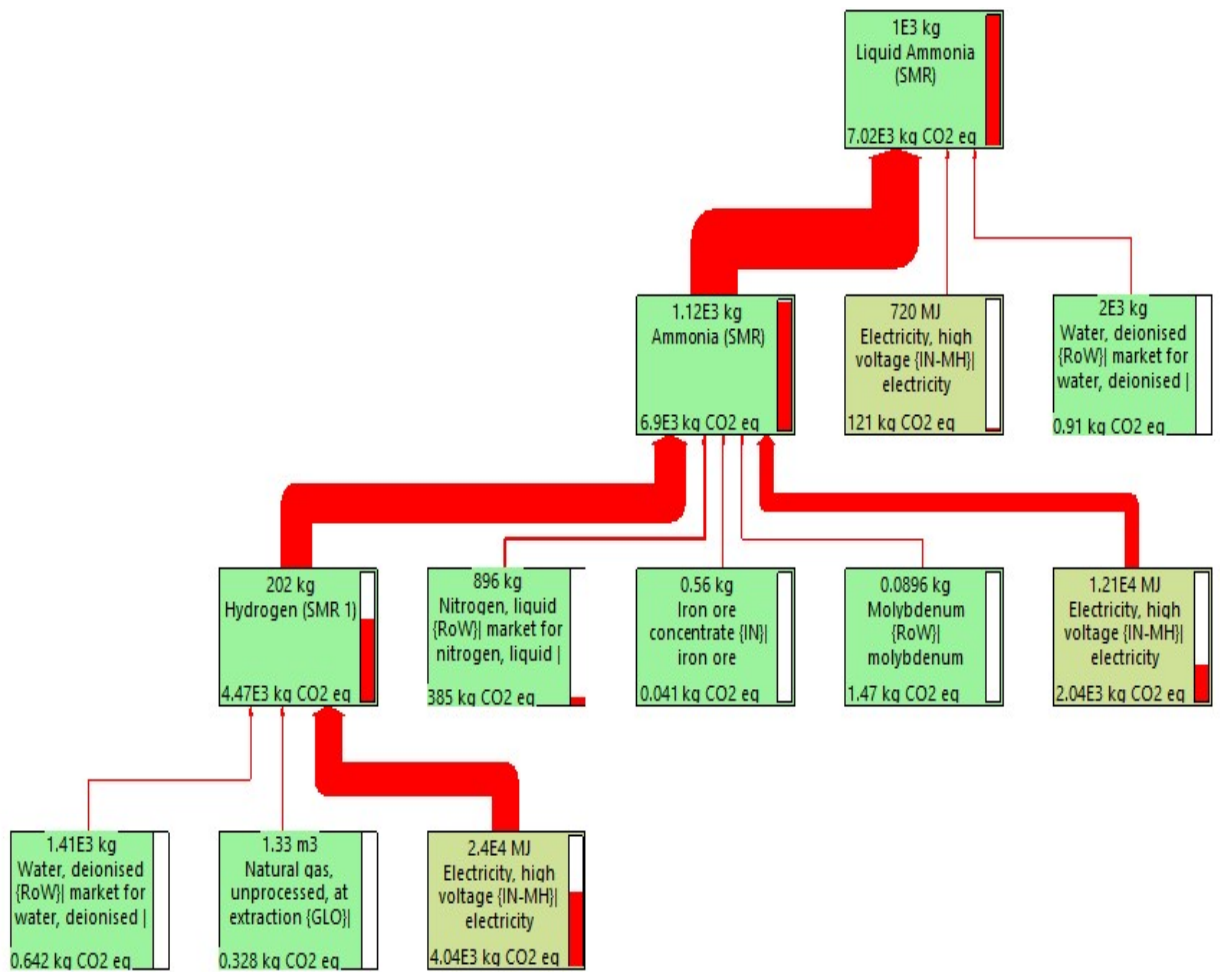 1E3 kg
Liquid Ammonia
(SMR)
7.02E3 kg CO2 eq
1.12E3 kg
Ammonia (SMR)
6.9E3 kg CO2 eq
720 MJ
Electricity, high
voltage {IN-MH}|
electricity
121 kg CO2 eq
2E3 kg
Water, deionised
{RoW}| market for
water, deionised |
0.91 kg CO2 eq
202 kg
Hydrogen (SMR 1)
4.47E3 kg CO2 eq
896 kg
Nitrogen, liquid
{RoW}| market for
nitrogen, liquid |
385 kg CO2 eq
0.56 kg
Iron ore
concentrate {IN}|
iron ore
0.041 kg CO2 eq
0.0896 kg
Molybdenum
{RoW}|
molybdenum
1.47 kg CO2 eq
1.21E4 MJ
Electricity, high
voltage {IN-MH}|
electricity
2.04E3 kg CO2 eq
1.41E3 kg
Water, deionised
{RoW}| market for
water, deionised |
0.642 kg CO2 eq
1.33 m3
Natural gas,
unprocessed, at
extraction {GLO}|
0.328 kg CO2 eq
2.4E4 MJ
Electricity, high
voltage {IN-MH}|
electricity
4.04E3 kg CO2 eq